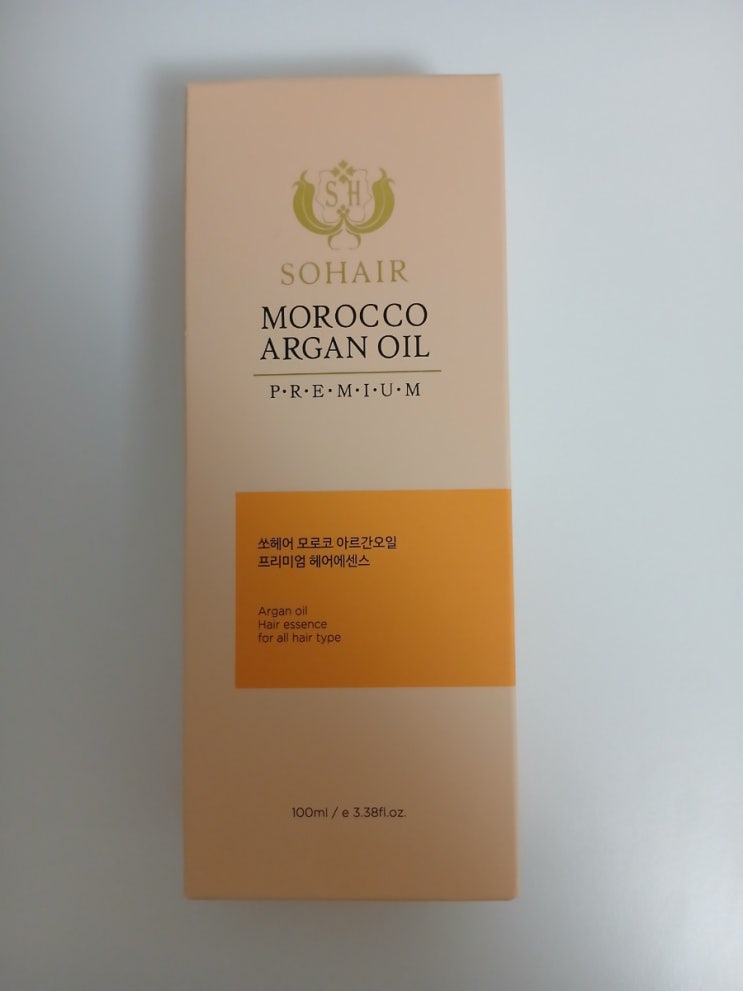 SH
SOHAIR
MOROCCO
ARGAN OIL
P·R·E·M·I·U·M
쏘헤어 모로코 아르간오일
프리미엄 헤어에센스
Argan oil
Hair essence
for all hair type
100ml / e 3.38fl.oz.